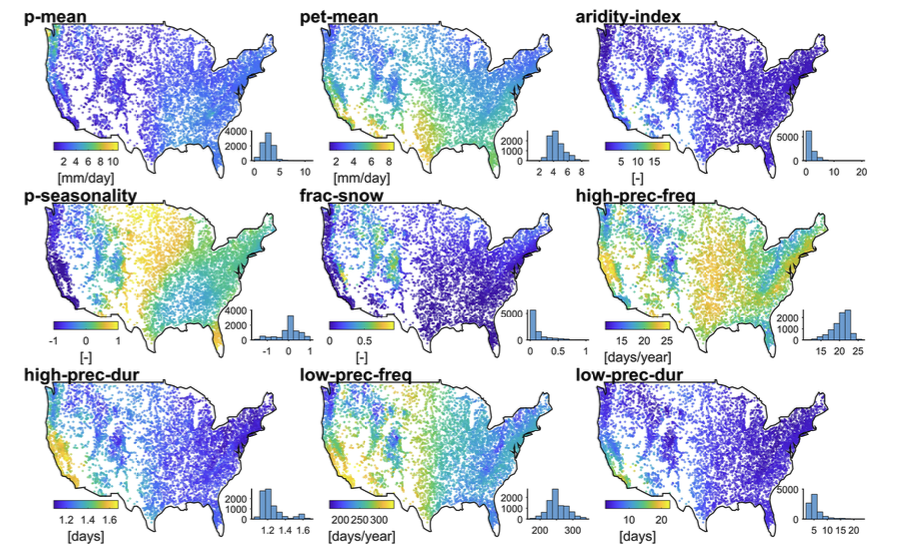 p-mean
pet-mean
aridity-index
4000
2000
0
0 5 10
2 4 6 8 10
[mm/day]
2000
1000
0
2 4 6 8
2 4 6 8
[mm/day]
5000
0
0 10 20
5 10 15
[-]
p-seasonality
frac-snow
high-prec-freq
4000
2000
0
-1 0 1
-1 0 1
[-]
5000
0
0 0.5 1
0 0.5
[-]
2000
1000
0
15 20 25
15 20 25
[days/year]
high-prec-dur
low-prec-freq
low-prec-dur
2000
1000
0
1.2 1.4 1.6
1.2 1.4 1.6
[days]
2000
1000
0
200 300
200 250 300
[days/year]
5000
0
5 10 15 20
10 20
[days]